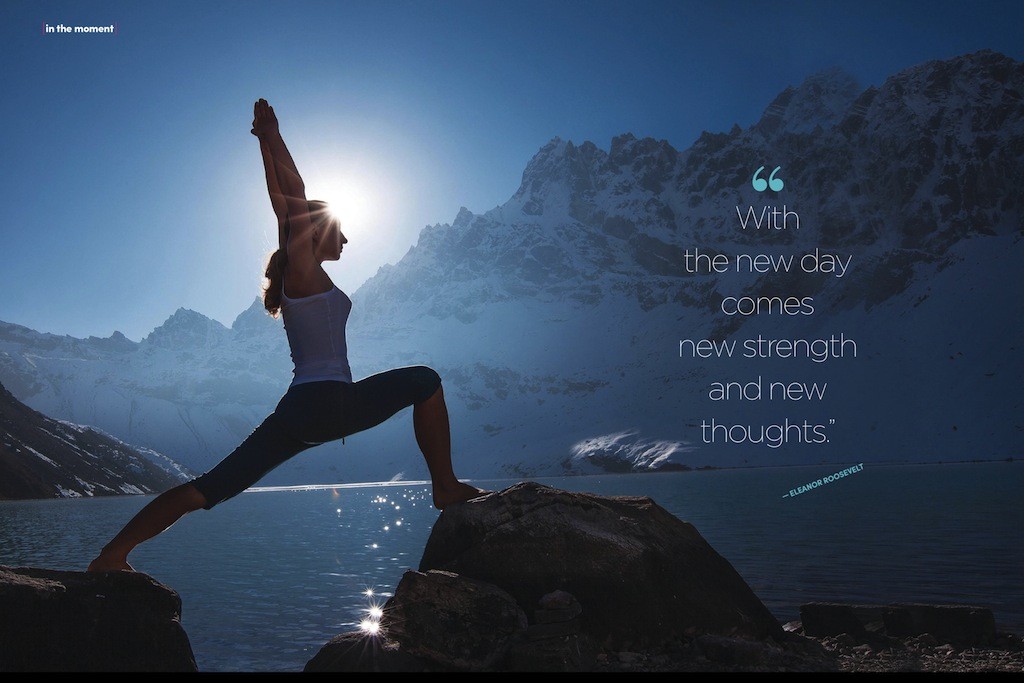 in the moment
“
With
the new day
comes
new strength
and new
thoughts.”
— ELEANOR ROOSEVELT